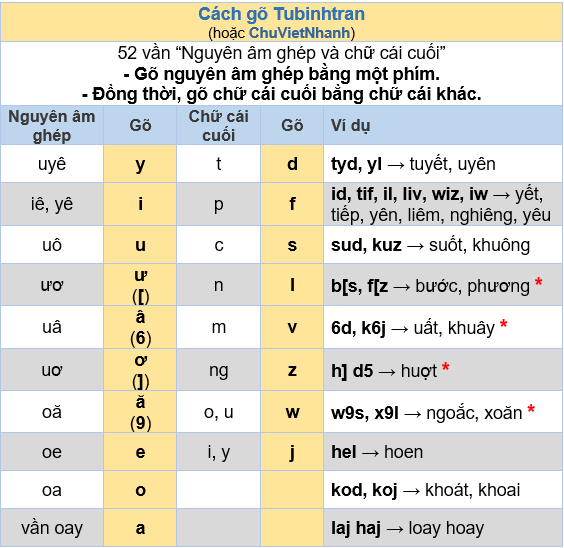 Cách gõ Tubinhtran
(hoặc ChuVietNhanh)
52 vần “Nguyên âm ghép và chữ cái cuối”
- Gõ nguyên âm ghép bằng một phím.
- Đồng thời, gõ chữ cái cuối bằng chữ cái khác.
Nguyên âm ghép Gõ Chữ cái cuối Gõ Ví dụ
uyê y t d tyd, yl → tuyết, uyên
iê, yê i p f id, tif, il, liv, wiz, iw → yết,
tiếp, yên, liêm, nghiêng, yêu
uô u c s sud, kuz → suốt, khuông
ươ ư ([) n l b[s, f[z → bước, phương *
uâ â (6) m v 6d, k6j → uất, khuây *
uơ ơ (]) ng z h] d5 → huợt *
oă ă (9) o, u w w9s, x9l → ngoắc, xoăn *
oe e i, y j hel → hoen
oa o kod, koj → khoát, khoai
vần oay a laj haj → loay hoay